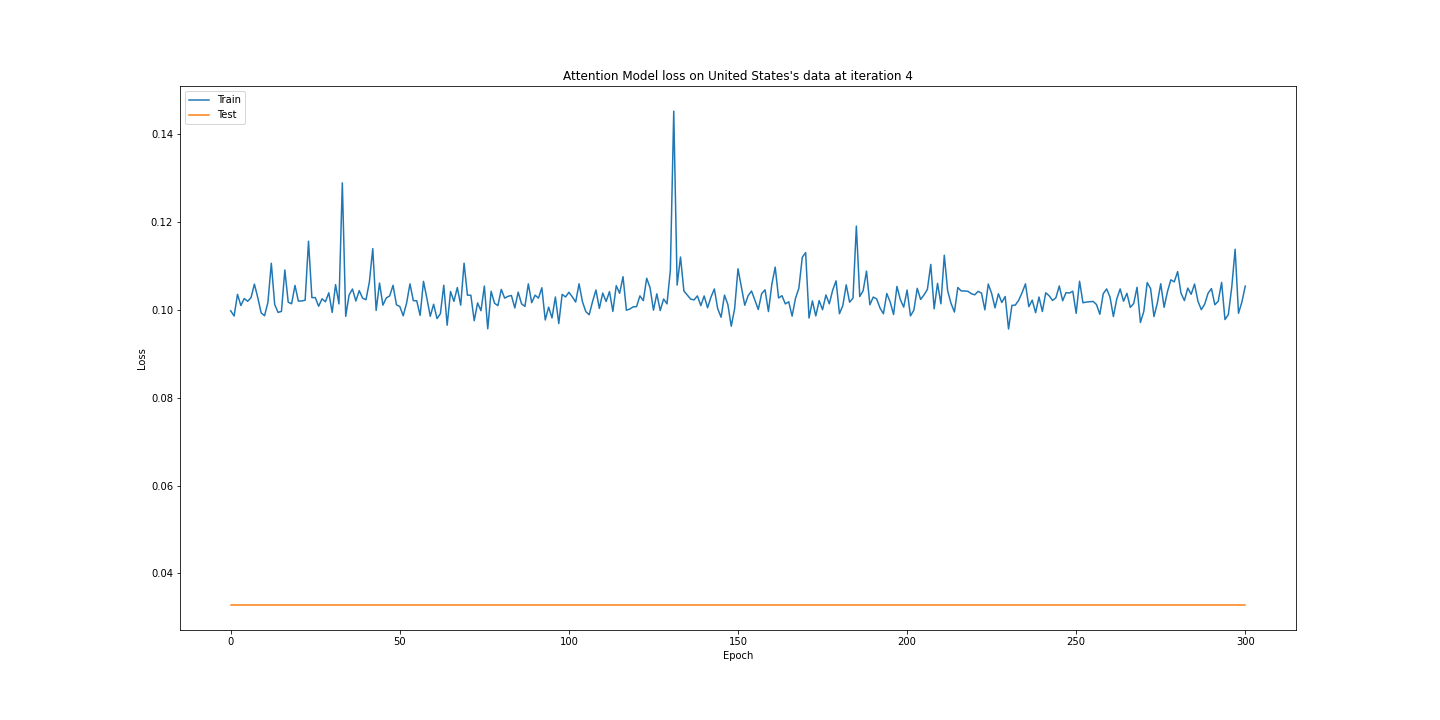 Attention Model loss on United States's data at iteration 4
Train
Test
0.14
0.12
0.10
0.08
0.06
0.04
Loss
0
50
100
150
200
250
300
Epoch